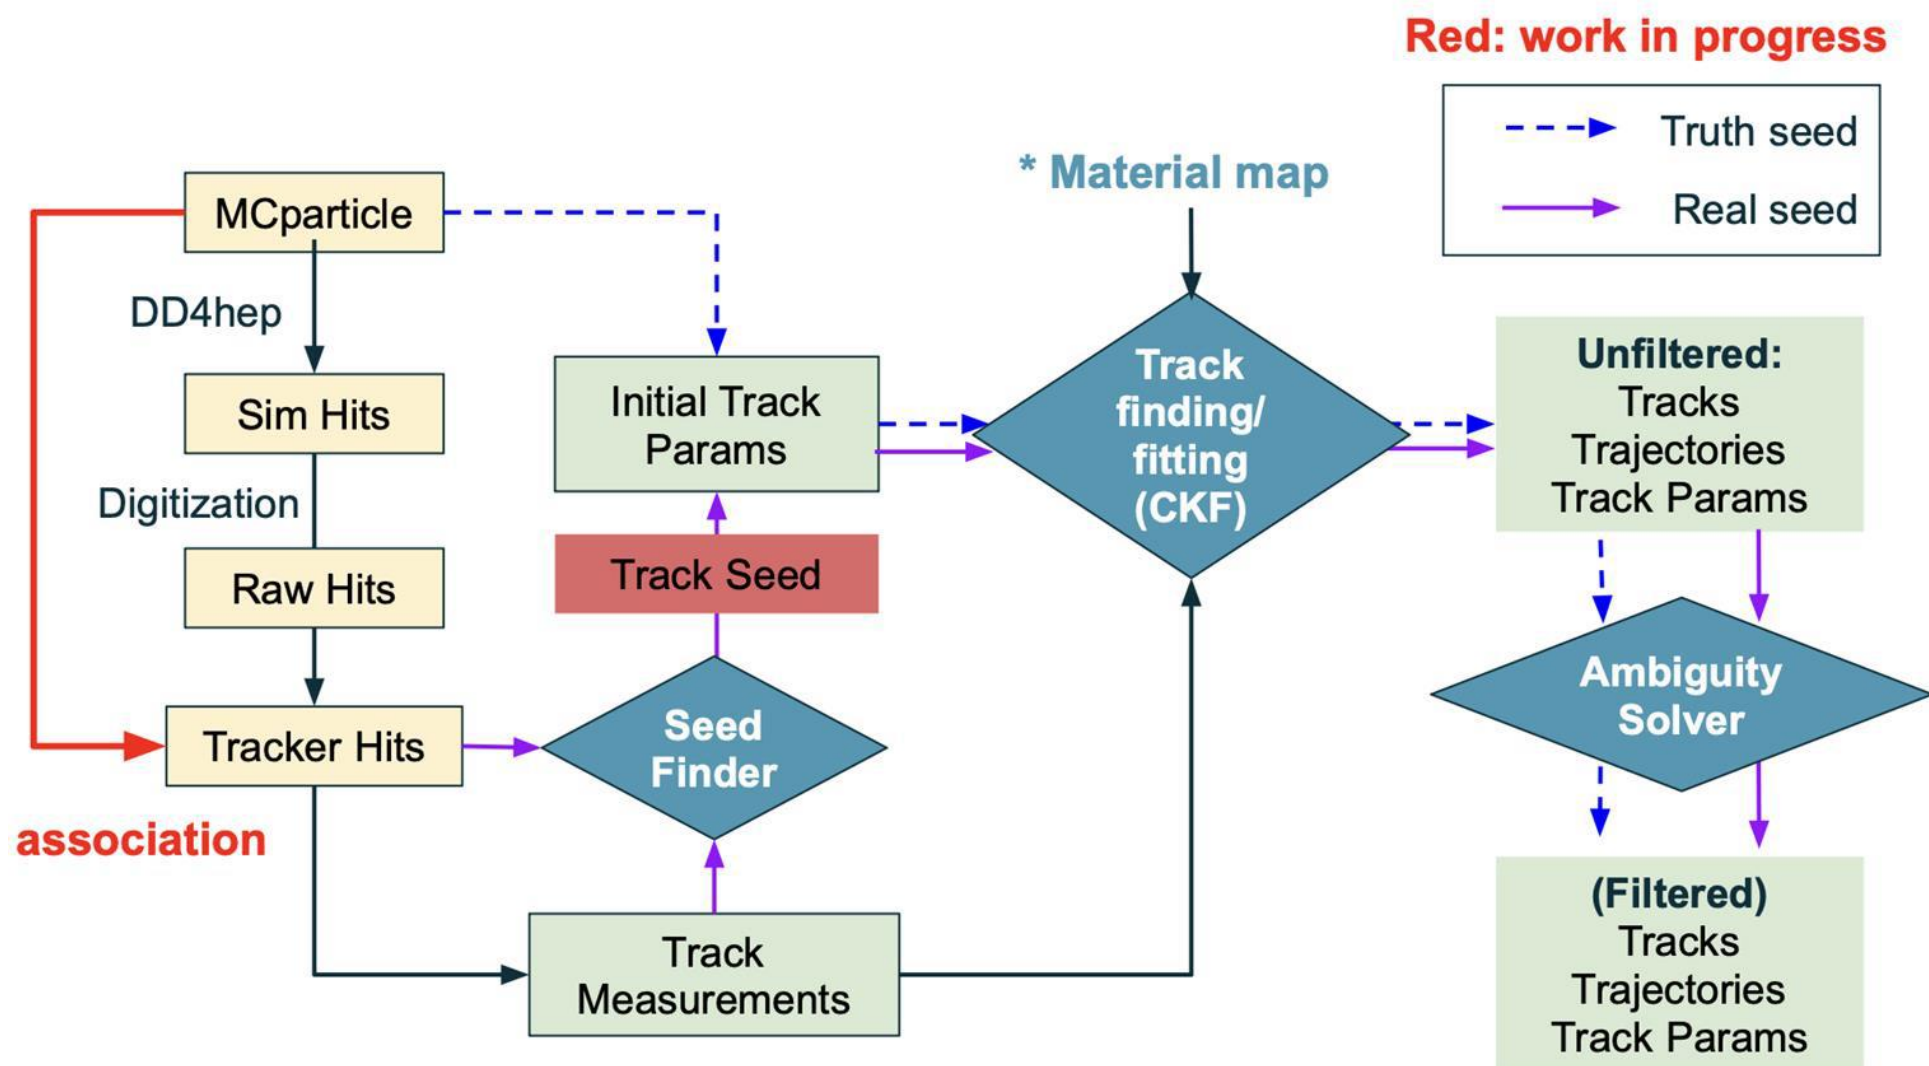 Red: work in progress
Truth seed
Real seed
* Material map
MCparticle
DD4hep
Sim Hits
Digitization
Raw Hits
Tracker Hits
association
Initial Track
Params
Track Seed
Seed
Finder
Track
Measurements
Track
finding/
fitting
(CKF)
Unfiltered:
Tracks
Trajectories
Track Params
Ambiguity
Solver
(Filtered)
Tracks
Trajectories
Track Params